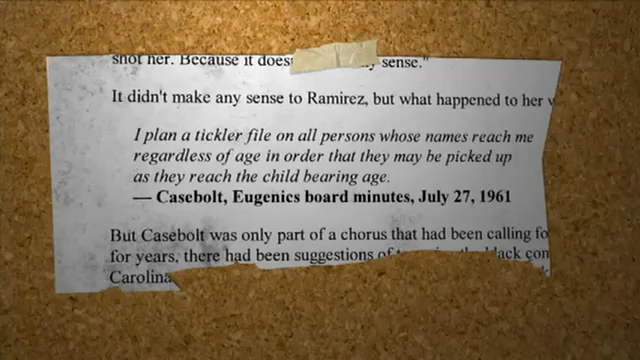 shot her. Because it does sense."
It didn't make any sense to Ramirez, but what happened to her
I plan a tickler file on all persons whose names reach me
regardless of age in order that they may be picked up
as they reach the child bearing age.
— Casebolt, Eugenics board minutes, July 27, 1961
But Casebolt was only part of a chorus that had been calling
for years, there had been suggestions
Carolina